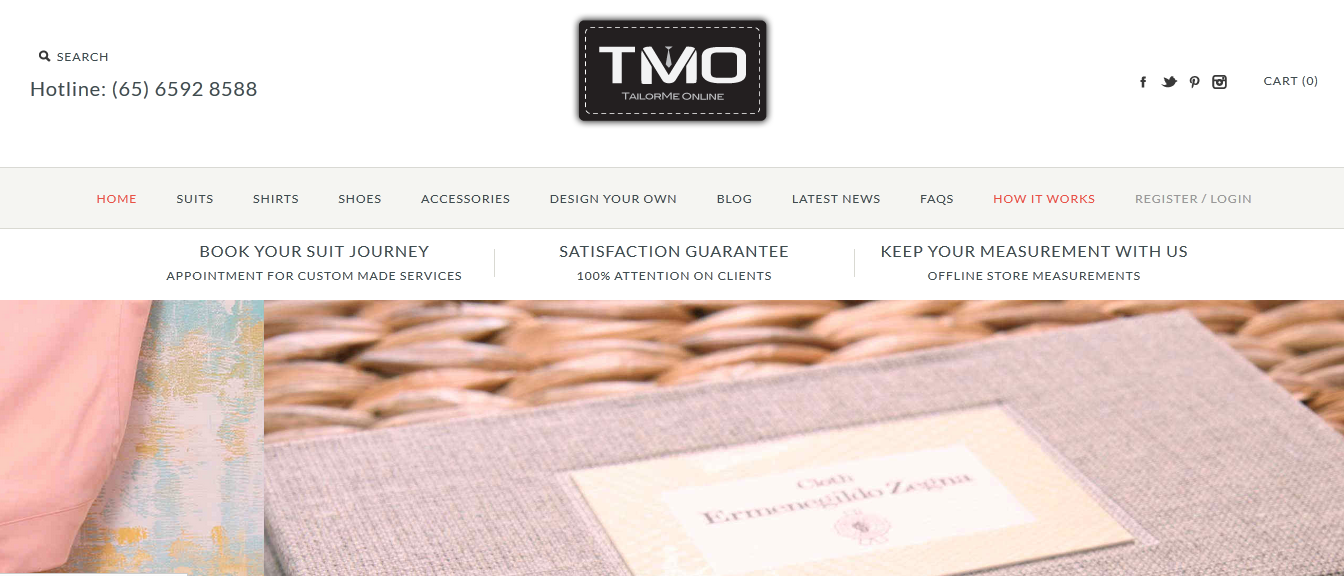 SEARCH
Hotline: (65) 6592 8588
TMO
TAILORME ONLINE
CART (0)
HOME SUITS SHIRTS SHOES ACCESSORIES DESIGN YOUR OWN BLOG LATEST NEWS FAQS HOW IT WORKS REGISTER / LOGIN
BOOK YOUR SUIT JOURNEY SATISFACTION GUARANTEE KEEP YOUR MEASUREMENT WITH US
APPOINTMENT FOR CUSTOM MADE SERVICES 100% ATTENTION ON CLIENTS OFFLINE STORE MEASUREMENTS
Cloth
Ermenegildo Zegna